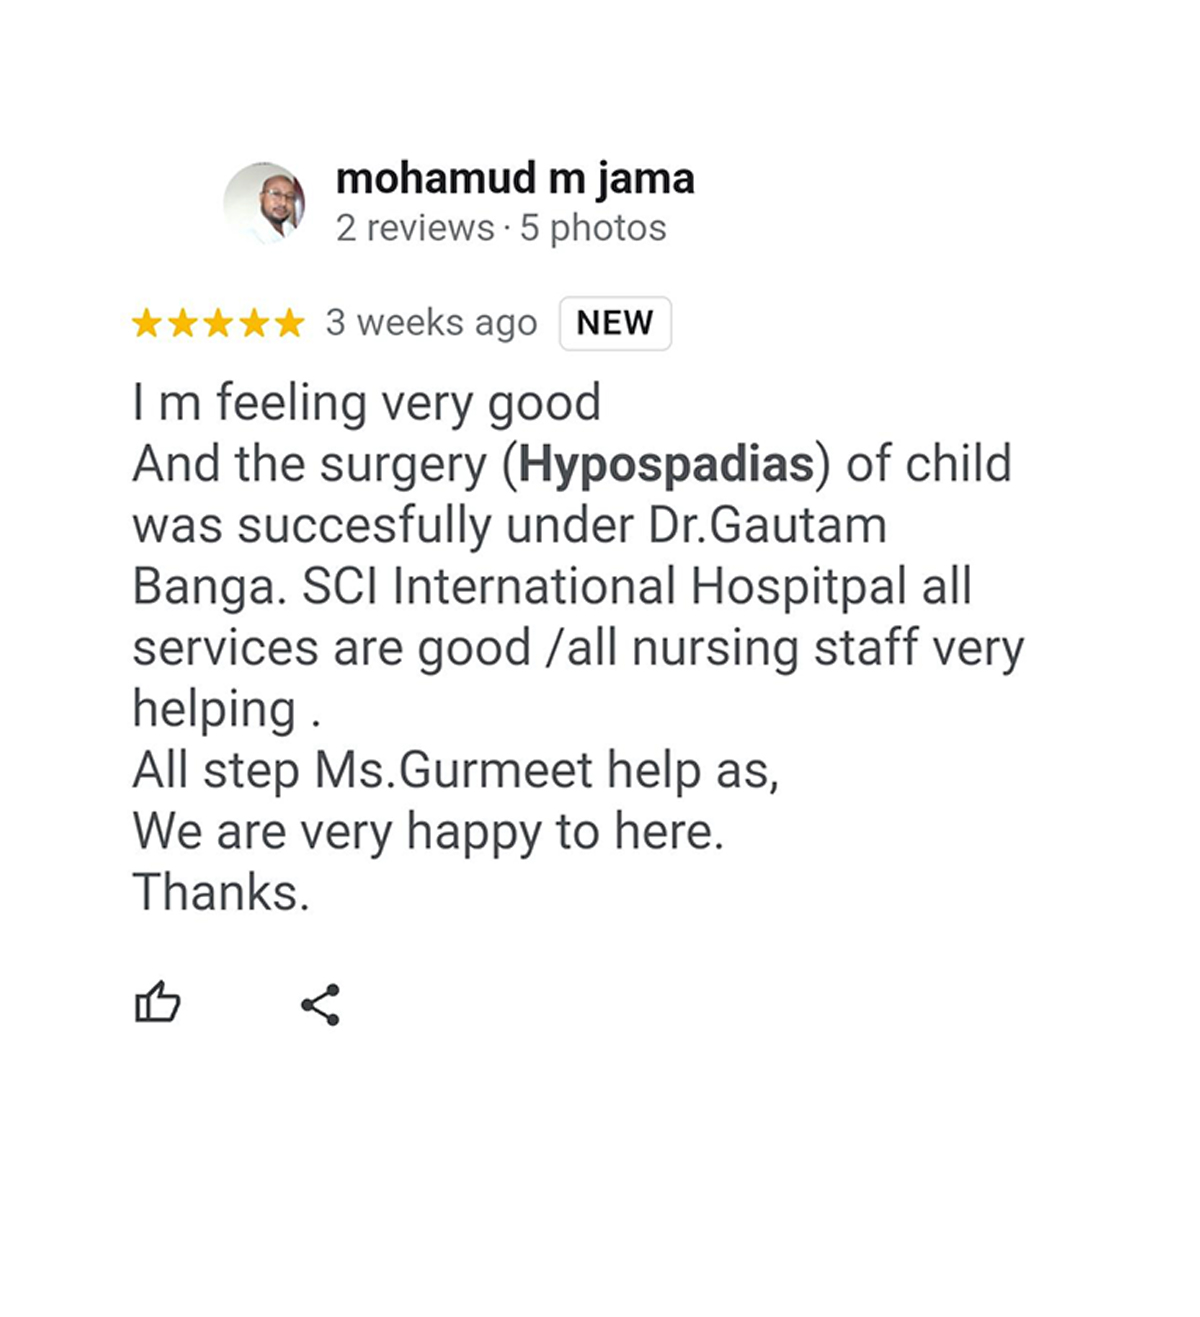 mohamud m jama
2 reviews · 5 photos
3 weeks ago NEW
I m feeling very good
And the surgery (Hypospadias) of child
was succesfully under Dr.Gautam
Banga. SCI International Hospitpal all
services are good /all nursing staff very
helping .
All step Ms.Gurmeet help as,
We are very happy to here.
Thanks.